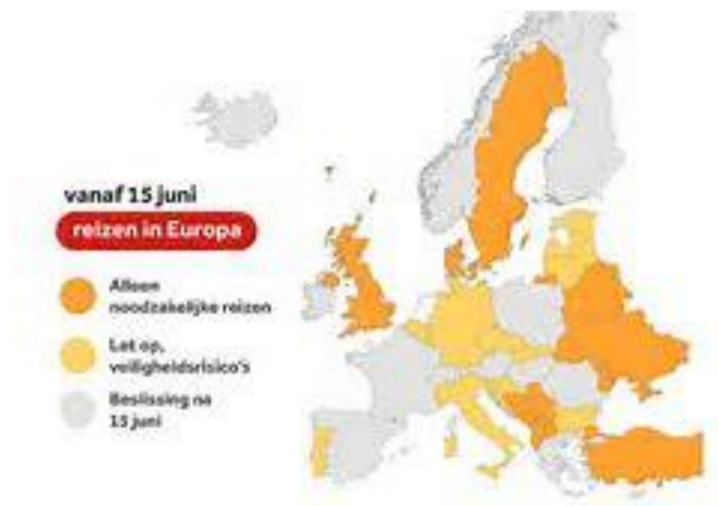 vanaf 15 juni
reizen in Europa
Alleen
noodzakelijke reizen
Let op,
veiligheidsrisico's
Beslissing na
15 juni